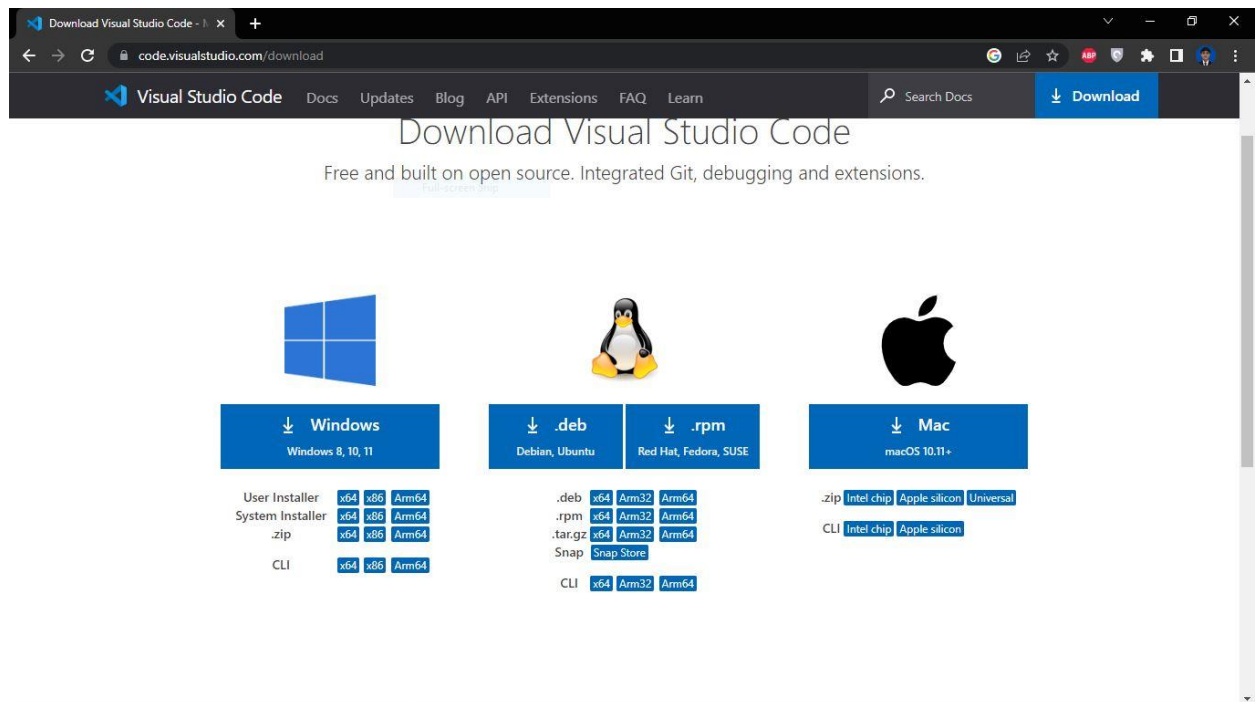 Download Visual Studio Code -
code.visualstudio.com/download
ABP
Visual Studio Code Docs Updates Blog API Extensions FAQ Learn Search Docs Download
Download Visual Studio Code
Free and built on open source. Integrated Git, debugging and extensions.
Full-screen Snip
Windows
Windows 8, 10, 11
.deb
Debian, Ubuntu
.rpm
Red Hat, Fedora, SUSE
Mac
macOS 10.11+
User Installer x64 x86 Arm64
System Installer x64 x86 Arm64
.zip x64 x86 Arm64
CLI x64 x86 Arm64
.deb x64 Arm32 Arm64
.rpm x64 Arm32 Arm64
.tar.gz x64 Arm32 Arm64
Snap Snap Store
CLI x64 Arm32 Arm64
.zip Intel chip Apple silicon Universal
CLI Intel chip Apple silicon